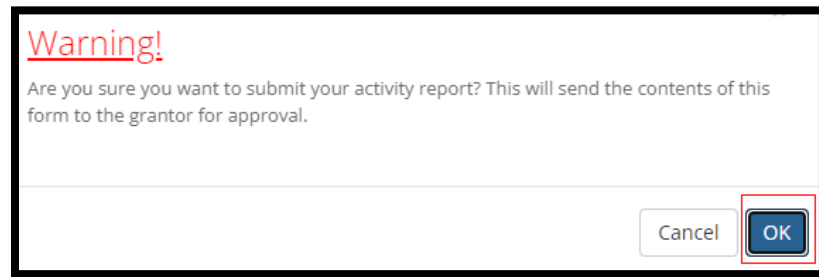 Warning!
Are you sure you want to submit your activity report? This will send the contents of this
form to the grantor for approval.
Cancel
OK